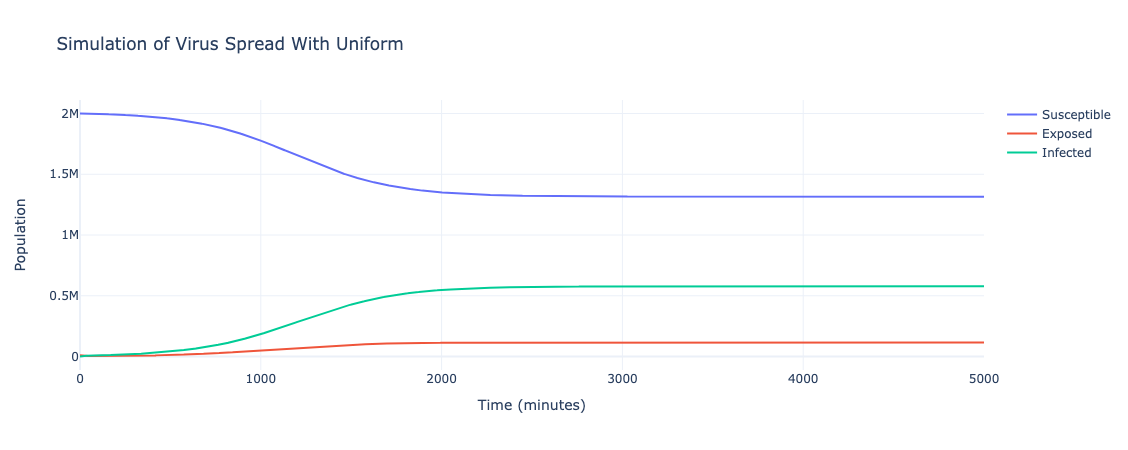 Simulation of Virus Spread With Uniform
Susceptible
Exposed
Infected
Population
2M
1.5M
1M
0.5M
0
0 1000 2000 3000 4000 5000
Time (minutes)